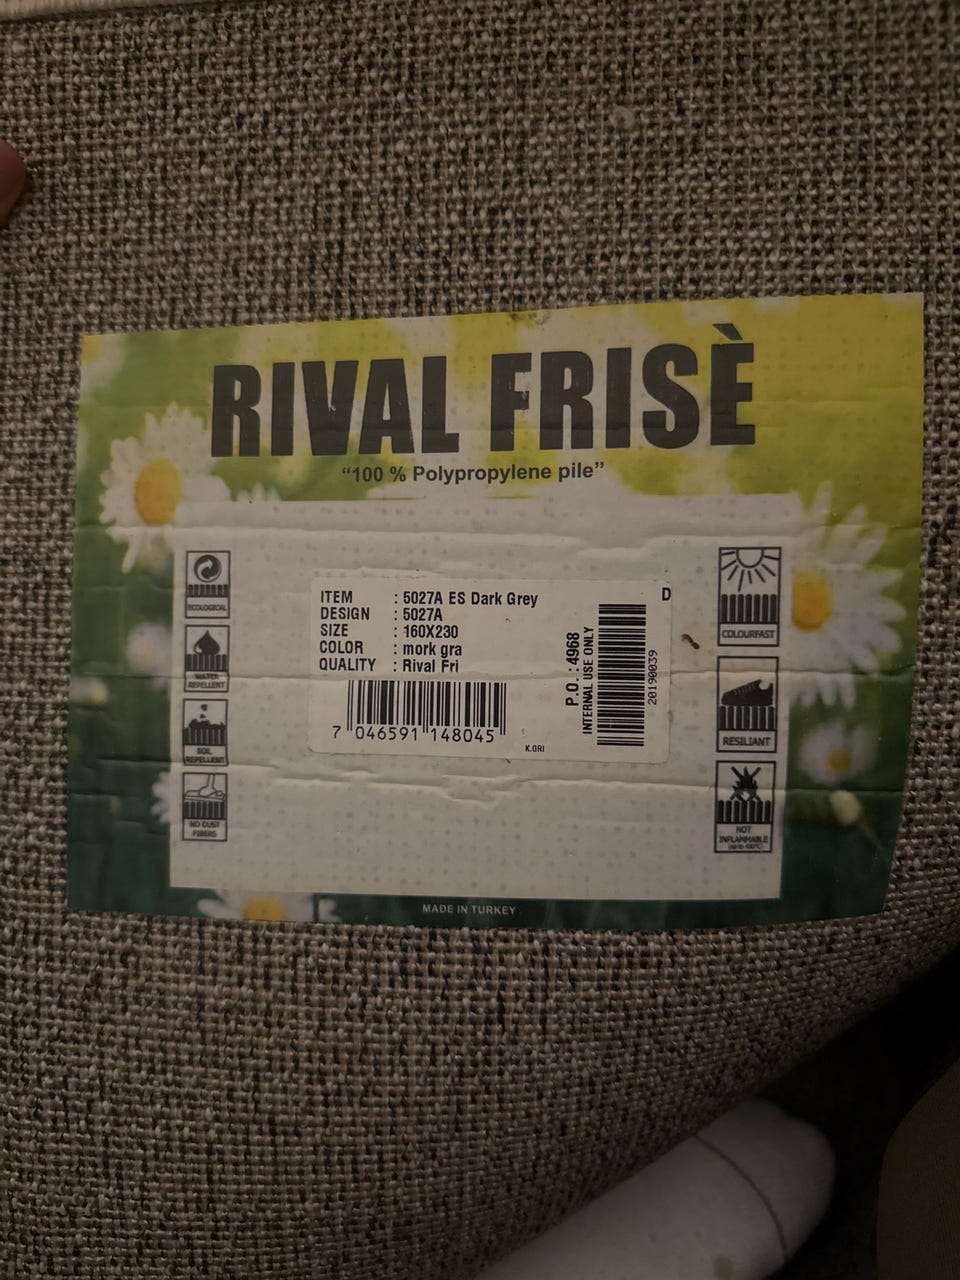 RIVAL FRISÈ
“100 % Polypropylene pile”
ECOLOGICAL
WATER
REPELLENT
SOIL
REPELLENT
NO DUST
FIBERS
ITEM : 5027A ES Dark Grey
DESIGN : 5027A
SIZE : 160X230
COLOR : mork gra
QUALITY : Rival Fri
7 046591 148045
K.ORI
D
P.O. :4968
INTERNAL USE ONLY
20190039
COLOURFAST
RESILIANT
NOT
INFLAMMABLE
MADE IN TURKEY